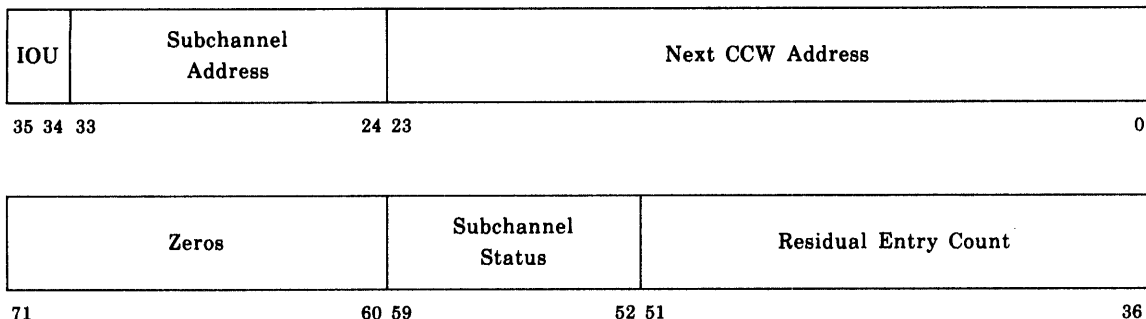 IOU
Subchannel
Address
Next CCW Address
35 34 33 24 23 0
Zeros
Subchannel
Status
Residual Entry Count
71 60 59 52 51 36